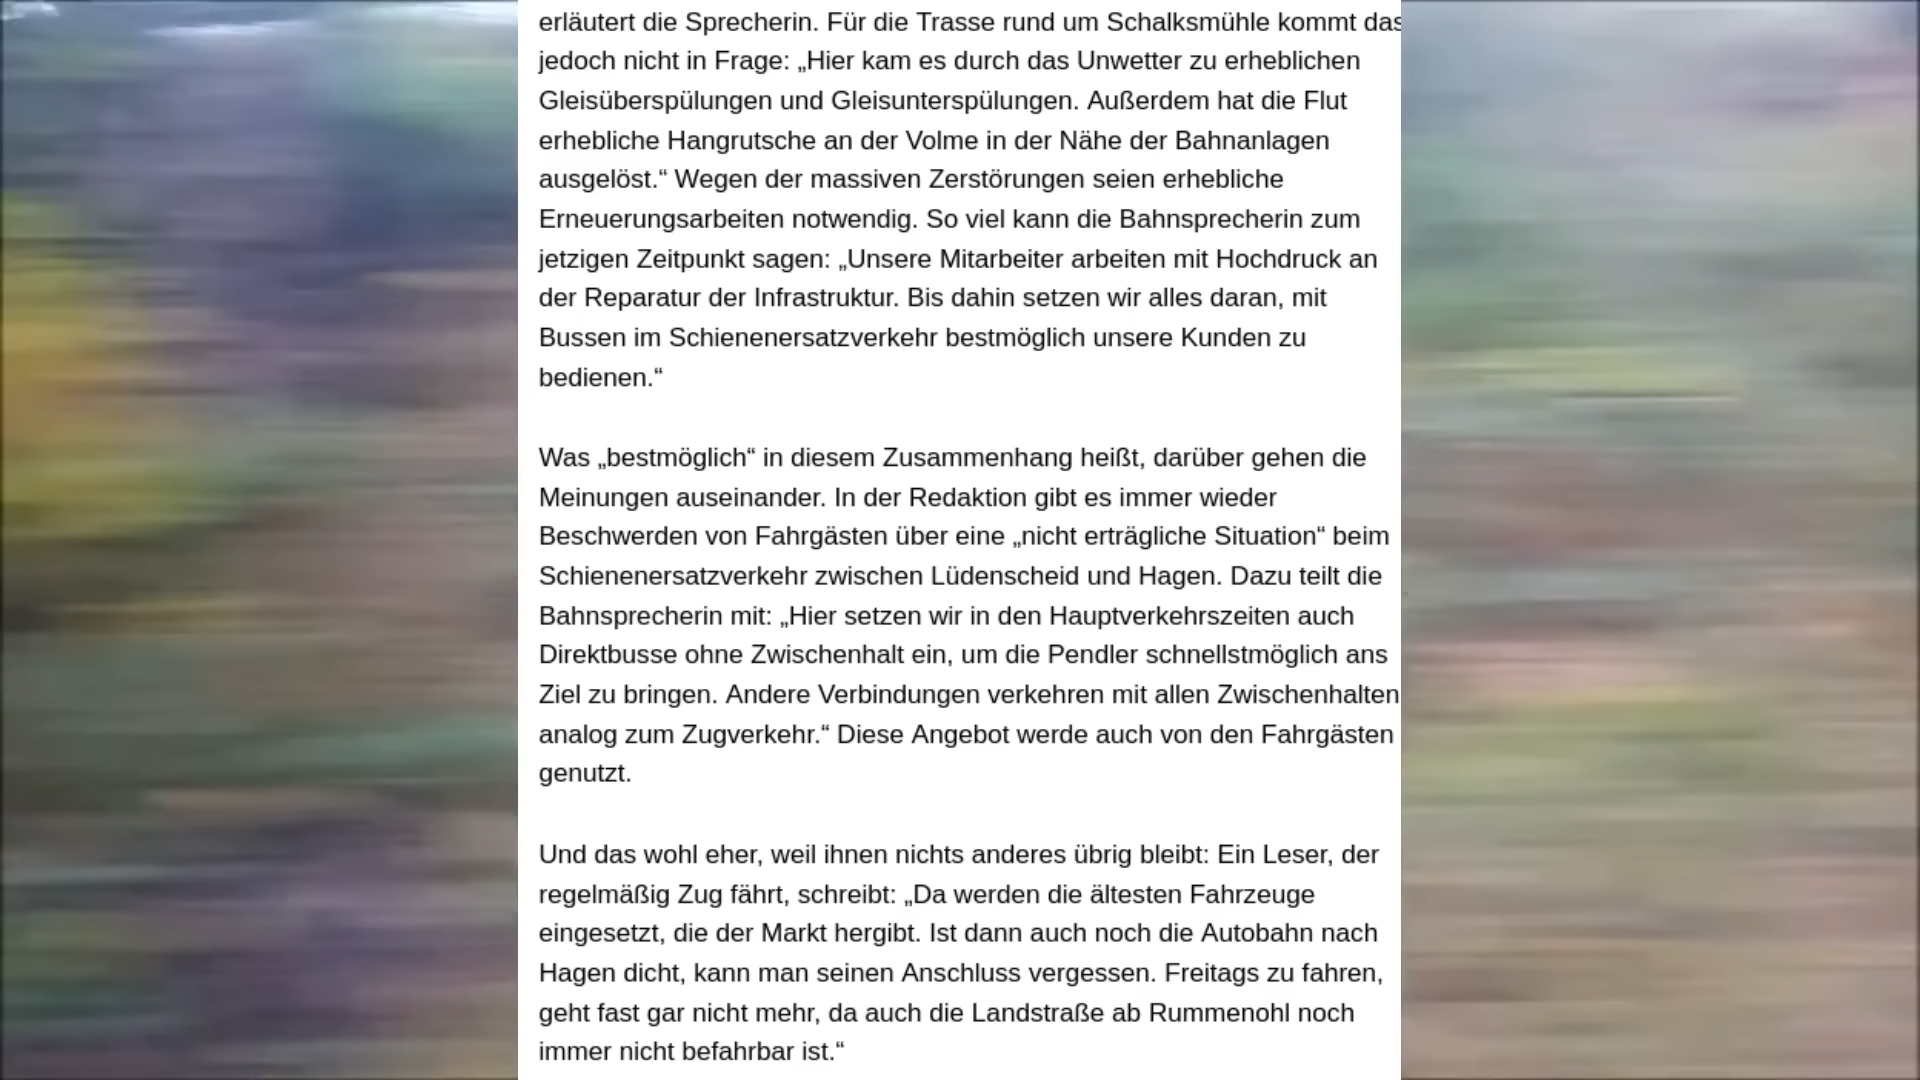 erläutert die Sprecherin. Für die Trasse rund um Schalksmühle kommt das
jedoch nicht in Frage: „Hier kam es durch das Unwetter zu erheblichen
Gleisüberspülungen und Gleisunterspülungen. Außerdem hat die Flut
erhebliche Hangrutsche an der Volme in der Nähe der Bahnanlagen
ausgelöst.“ Wegen der massiven Zerstörungen seien erhebliche
Erneuerungsarbeiten notwendig. So viel kann die Bahnsprecherin zum
jetzigen Zeitpunkt sagen: „Unsere Mitarbeiter arbeiten mit Hochdruck an
der Reparatur der Infrastruktur. Bis dahin setzen wir alles daran, mit
Bussen im Schienenersatzverkehr bestmöglich unsere Kunden zu
bedienen.“
Was „bestmöglich“ in diesem Zusammenhang heißt, darüber gehen die
Meinungen auseinander. In der Redaktion gibt es immer wieder
Beschwerden von Fahrgästen über eine „nicht erträgliche Situation“ beim
Schienenersatzverkehr zwischen Lüdenscheid und Hagen. Dazu teilt die
Bahnsprecherin mit: „Hier setzen wir in den Hauptverkehrszeiten auch
Direktbusse ohne Zwischenhalt ein, um die Pendler schnellstmöglich ans
Ziel zu bringen. Andere Verbindungen verkehren mit allen Zwischenhalten
analog zum Zugverkehr.“ Diese Angebot werde auch von den Fahrgästen
genutzt.
Und das wohl eher, weil ihnen nichts anderes übrig bleibt: Ein Leser, der
regelmäßig Zug fährt, schreibt: „Da werden die ältesten Fahrzeuge
eingesetzt, die der Markt hergibt. Ist dann auch noch die Autobahn nach
Hagen dicht, kann man seinen Anschluss vergessen. Freitags zu fahren,
geht fast gar nicht mehr, da auch die Landstraße ab Rummenohl noch
immer nicht befahrbar ist.“